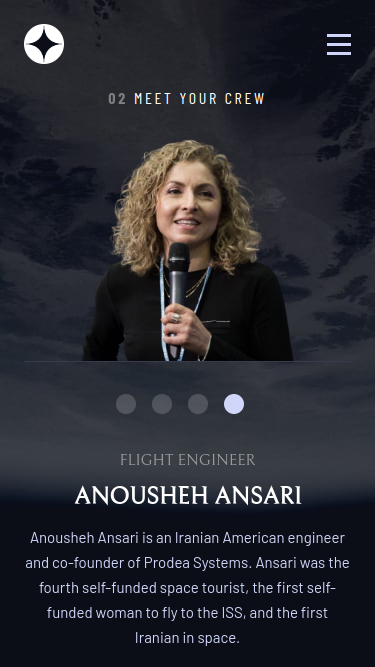 02 MEET YOUR CREW
FLIGHT ENGINEER
ANOUSHEH ANSARI
Anousheh Ansari is an Iranian American engineer
and co-founder of Prodea Systems. Ansari was the
fourth self-funded space tourist, the first self-
funded woman to fly to the ISS, and the first
Iranian in space.